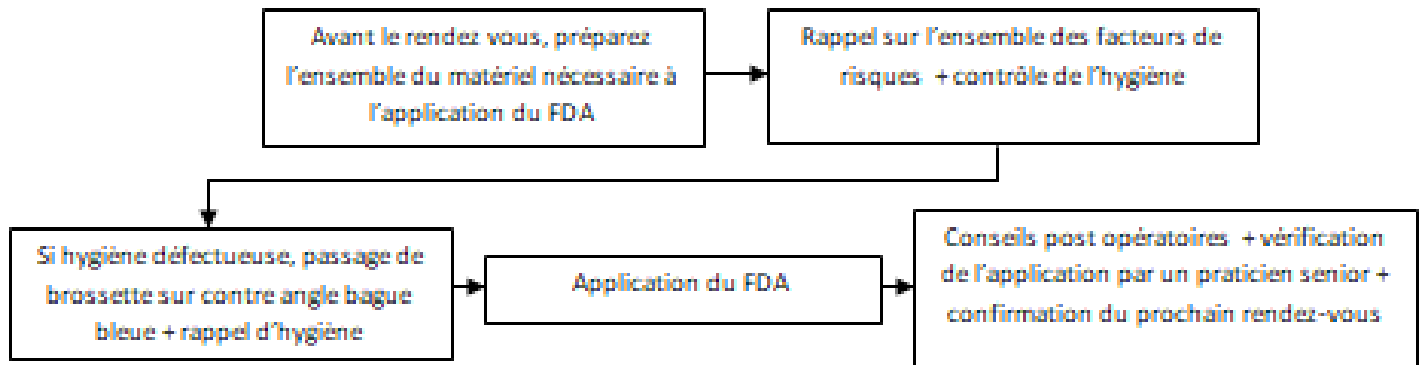 Avant le rendez vous, préparez
l'ensemble du matériel nécessaire à
l'application du FDA
Rappel sur l'ensemble des facteurs de
risques + contrôle de l'hygiène
Si hygiène défectueuse, passage de
brossette sur contre angle bague
bleue + rappel d'hygiène
Application du FDA
Conseils post opératoires + vérification
de l'application par un praticien senior +
confirmation du prochain rendez-vous